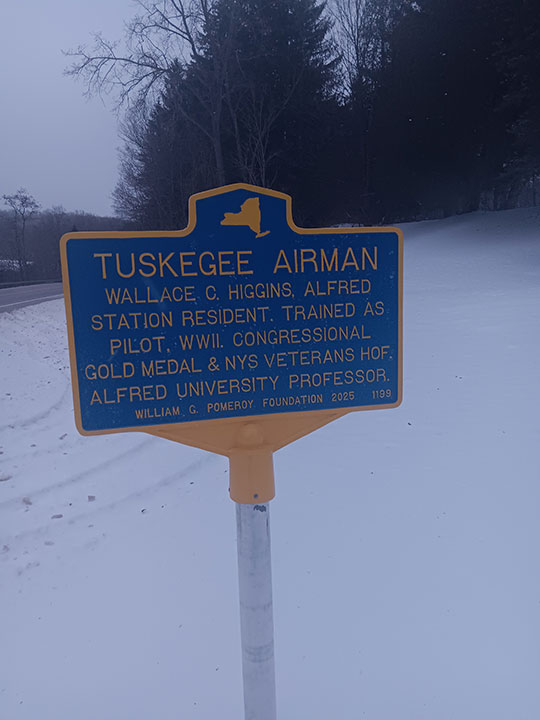 TUSKEGEE AIRMAN
WALLACE C. HIGGINS, ALFRED
STATION RESIDENT. TRAINED AS
PILOT, WWII. CONGRESSIONAL
GOLD MEDAL & NYS VETERANS HOF.
ALFRED UNIVERSITY PROFESSOR.
WILLIAM G. POMEROY FOUNDATION 2025 1199